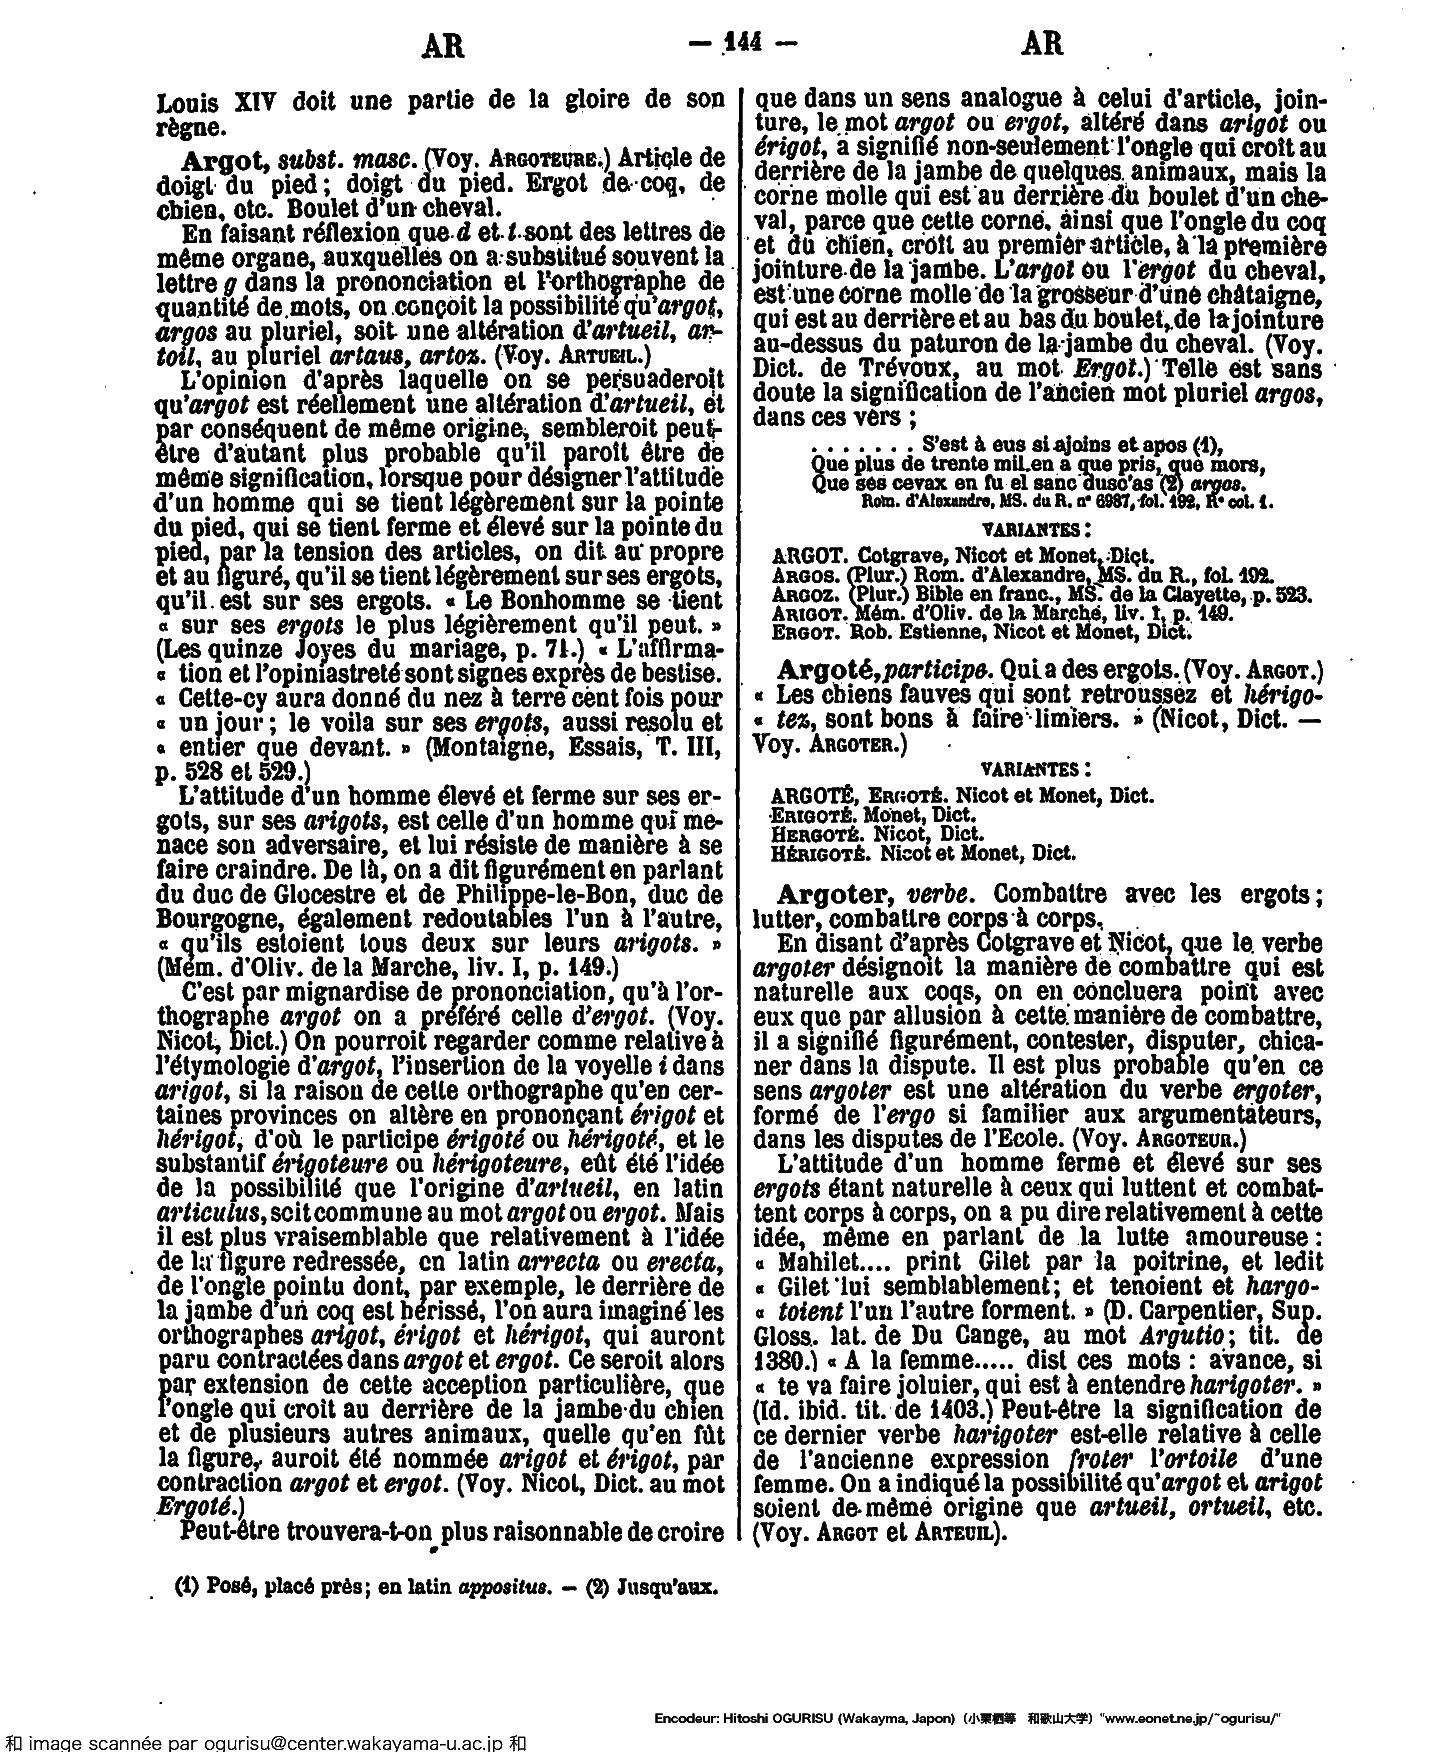 AR
— 144 —
AR
Louis XIV doit une partie de la gloire de son
règne.
Argot, subst. masc. (Voy. ARGOTEURE.) Article de
doigt du pied ; doigt du pied. Ergot de coq, de
chien, etc. Boulet d'un cheval.
En faisant réflexion que d et t sont des lettres de
même organe, auxquelles on a substitué souvent la
lettre g dans la prononciation et l'orthographe de
quantité de mots, on conçoit la possibilité qu'argot,
argos au pluriel, soit une altération d'artueil, ar-
toil, au pluriel artaus, artoz. (Voy. ARTUEIL.)
L'opinion d'après laquelle on se persuaderoit
qu'argot est réellement une altération d'artueil, et
par conséquent de même origine, sembleroit peut-
être d'autant plus probable qu'il paroît être de
même signification, lorsque pour désigner l'attitude
d'un homme qui se tient légèrement sur la pointe
du pied, qui se tient ferme et élevé sur la pointe du
pied, par la tension des articles, on dit au propre
et au figuré, qu'il se tient légèrement sur ses ergots,
qu'il est sur ses ergots. « Le Bonhomme se tient
« sur ses ergots le plus légièrement qu'il peut. »
(Les quinze Joyes du mariage, p. 71.) « L'affirma-
« tion et l'opiniastreté sont signes exprès de bestise.
« Cette-cy aura donné du nez à terre cent fois pour
« un jour ; le voila sur ses ergots, aussi resolu et
« entier que devant. » (Montaigne, Essais, T. III,
p. 528 et 529.)
L'attitude d'un homme élevé et ferme sur ses er-
gots, sur ses arigots, est celle d'un homme qui me-
nace son adversaire, et lui résiste de manière à se
faire craindre. De là, on a dit figurément en parlant
du duc de Glocestre et de Philippe-le-Bon, duc de
Bourgogne, également redoutables l'un à l'autre,
« qu'ils estoient tous deux sur leurs arigots. »
(Mém. d'Oliv. de la Marche, liv. I, p. 149.)
C'est par mignardise de prononciation, qu'à l'or-
thographe argot on a préféré celle d'ergot. (Voy.
Nicot, Dict.) On pourroit regarder comme relative à
l'étymologie d'argot, l'insertion de la voyelle i dans
arigot, si la raison de cette orthographe qu'en cer-
taines provinces on altère en prononçant érigot et
hérigot, d'où le participe érigoté ou hérigoté, et le
substantif érigoteure ou hérigoteure, eût été l'idée
de la possibilité que l'origine d'artueil, en latin
articulus, soit commune au mot argot ou ergot. Mais
il est plus vraisemblable que relativement à l'idée
de la figure redressée, en latin arrecta ou erecta,
de l'ongle pointu dont, par exemple, le derrière de
la jambe d'un coq est hérissé, l'on aura imaginé les
orthographes arigot, érigot et hérigot, qui auront
paru contractées dans argot et ergot. Ce seroit alors
par extension de cette acception particulière, que
l'ongle qui croit au derrière de la jambe du chien
et de plusieurs autres animaux, quelle qu'en fût
la figure, auroit été nommée arigot et érigot, par
contraction argot et ergot. (Voy. Nicot, Dict. au mot
Ergoté.)
Peut-être trouvera-t-on plus raisonnable de croire
que dans un sens analogue à celui d'article, join-
ture, le mot argot ou ergot, altéré dans arigot ou
érigot, a signifié non-seulement l'ongle qui croît au
derrière de la jambe de quelques animaux, mais la
corne molle qui est au derrière du boulet d'un che-
val, parce que cette corne, ainsi que l'ongle du coq
et du chien, croît au premier article, à la première
jointure de la jambe. L'argot ou l'ergot du cheval,
est une corne molle de la grosseur d'une châtaigne,
qui est au derrière et au bas du boulet, de la jointure
au-dessus du paturon de la jambe du cheval. (Voy.
Dict. de Trévoux, au mot Ergot.) Telle est sans
doute la signification de l'ancien mot pluriel argos,
dans ces vers ;
. . . . . . . S'est à eus si ajoins et apos (1),
Que plus de trente mil en a que pris, que mors,
Que ses cevax en fu el sanc dusc'as (2) argos.
Rom. d'Alexandre, MS. du R. n° 6987, fol. 192, R° col. 1.
VARIANTES :
ARGOT. Cotgrave, Nicot et Monet, Dict.
ARGOS. (Plur.) Rom. d'Alexandre, MS. du R., fol. 192.
ARGOZ. (Plur.) Bible en franc., MS. de la Clayette, p. 523.
ARIGOT. Mém. d'Oliv. de la Marche, liv. I, p. 149.
ERGOT. Rob. Estienne, Nicot et Monet, Dict.
Argoté, participe. Qui a des ergots. (Voy. ARGOT.)
« Les chiens fauves qui sont retroussez et hérigo-
« tez, sont bons à faire limiers. » (Nicot, Dict. —
Voy. ARGOTER.)
VARIANTES :
ARGOTÉ, ERGOTÉ. Nicot et Monet, Dict.
ERIGOTÉ. Monet, Dict.
HERGOTÉ. Nicot, Dict.
HÉRIGOTÉ. Nicot et Monet, Dict.
Argoter, verbe. Combattre avec les ergots ;
lutter, combattre corps à corps.
En disant d'après Cotgrave et Nicot, que le verbe
argoter désignoit la manière de combattre qui est
naturelle aux coqs, on en concluera point avec
eux que par allusion à cette manière de combattre,
il a signifié figurément, contester, disputer, chica-
ner dans la dispute. Il est plus probable qu'en ce
sens argoter est une altération du verbe ergoter,
formé de l'ergo si familier aux argumentateurs,
dans les disputes de l'Ecole. (Voy. ARGOTEUR.)
L'attitude d'un homme ferme et élevé sur ses
ergots étant naturelle à ceux qui luttent et combat-
tent corps à corps, on a pu dire relativement à cette
idée, même en parlant de la lutte amoureuse :
« Mahilet.... print Gilet par la poitrine, et ledit
« Gilet lui semblablement ; et tenoient et hargo-
« toient l'un l'autre forment. » (D. Carpentier, Sup.
Gloss. lat. de Du Cange, au mot Argutio ; tit. de
1380.) « A la femme..... dist ces mots : avance, si
« te va faire joluier, qui est à entendre harigoter. »
(Id. ibid. tit. de 1403.) Peut-être la signification de
ce dernier verbe harigoter est-elle relative à celle
de l'ancienne expression froter l'ortoile d'une
femme. On a indiqué la possibilité qu'argot et arigot
soient de même origine que artueil, ortueil, etc.
(Voy. ARGOT et ARTEUIL).
(1) Posé, placé près ; en latin appositus. — (2) Jusqu'aux.
Encodeur: Hitoshi OGURISU (Wakayma, Japon) (小栗栖等 和歌山大学) "www.eonet.ne.jp/~ogurisu/"
和 image scannée par ogurisu@center.wakayama-u.ac.jp 和